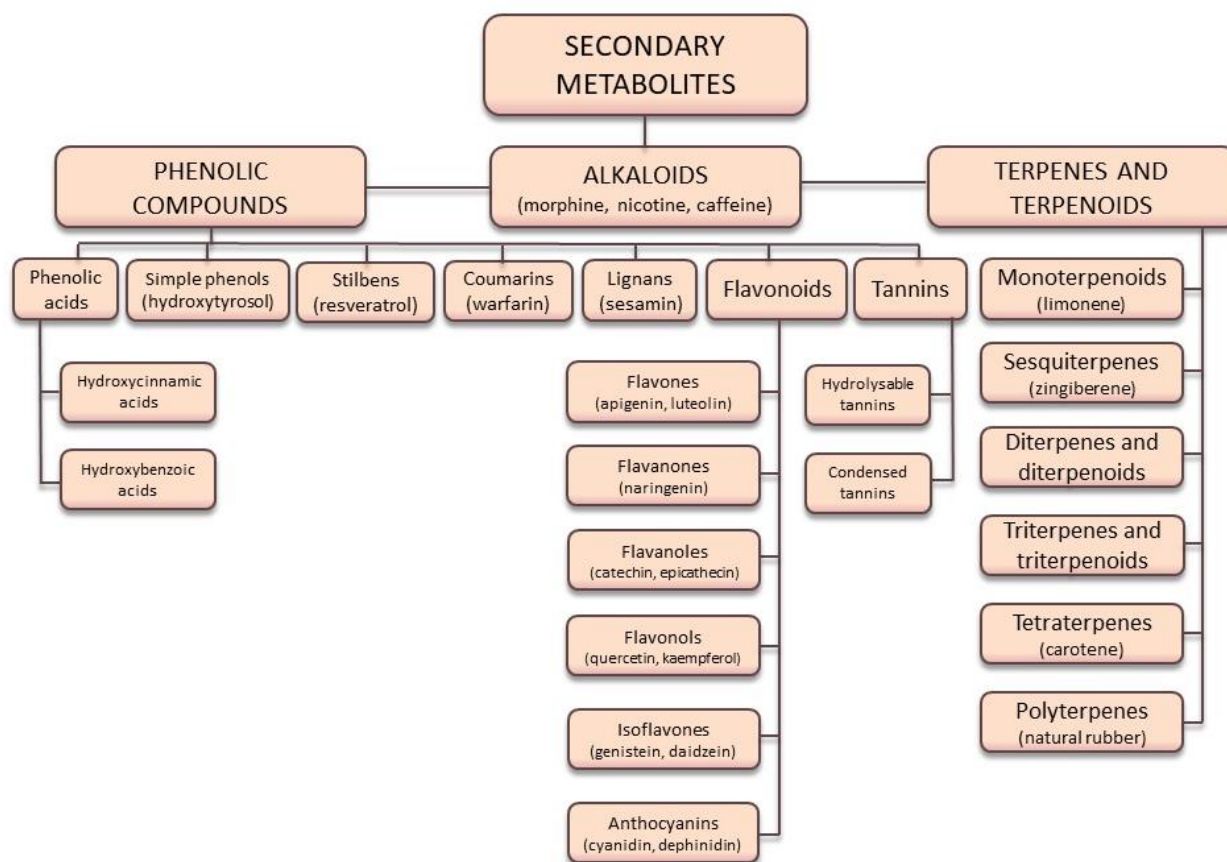 SECONDARY
METABOLITES
PHENOLIC
COMPOUNDS
ALKALOIDS
(morphine, nicotine, caffeine)
TERPENES AND
TERPENOIDS
Phenolic
acids
Simple phenols
(hydroxytyrosol)
Stilbens
(resveratrol)
Coumarins
(warfarin)
Lignans
(sesamin)
Flavonoids
Tannins
Hydroxycinnamic
acids
Hydroxybenzoic
acids
Flavones
(apigenin, luteolin)
Flavanones
(naringenin)
Flavanoles
(catechin, epicathecin)
Flavonols
(quercetin, kaempferol)
Isoflavones
(genistein, daidzein)
Anthocyanins
(cyanidin, dephinidin)
Hydrolysable
tannins
Condensed
tannins
Monoterpenoids
(limonene)
Sesquiterpenes
(zingiberene)
Diterpenes and
diterpenoids
Triterpenes and
triterpenoids
Tetraterpenes
(carotene)
Polyterpenes
(natural rubber)